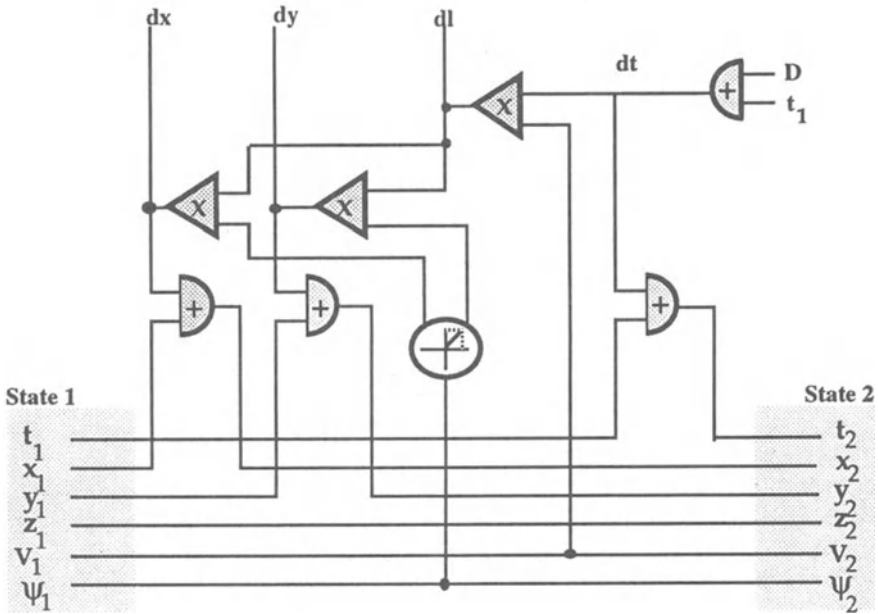 dx dy dl
dt
D
t₁
x
x x
+
+ + +
State 1 State 2
t₁ t₂
x₁ x₂
y₁ y₂
z₁ z₂
v₁ v₂
ψ₁ ψ₂